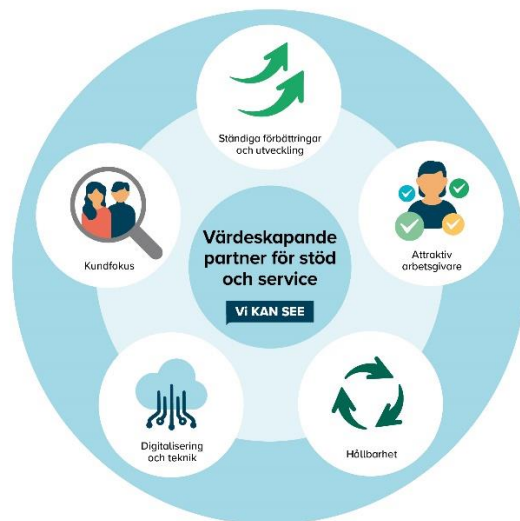 Ständiga förbättringar
och utveckling
Kundfokus
Attraktiv
arbetsgivare
Värdeskapande
partner för stöd
och service
Vi KAN SEE
Digitalisering
och teknik
Hållbarhet